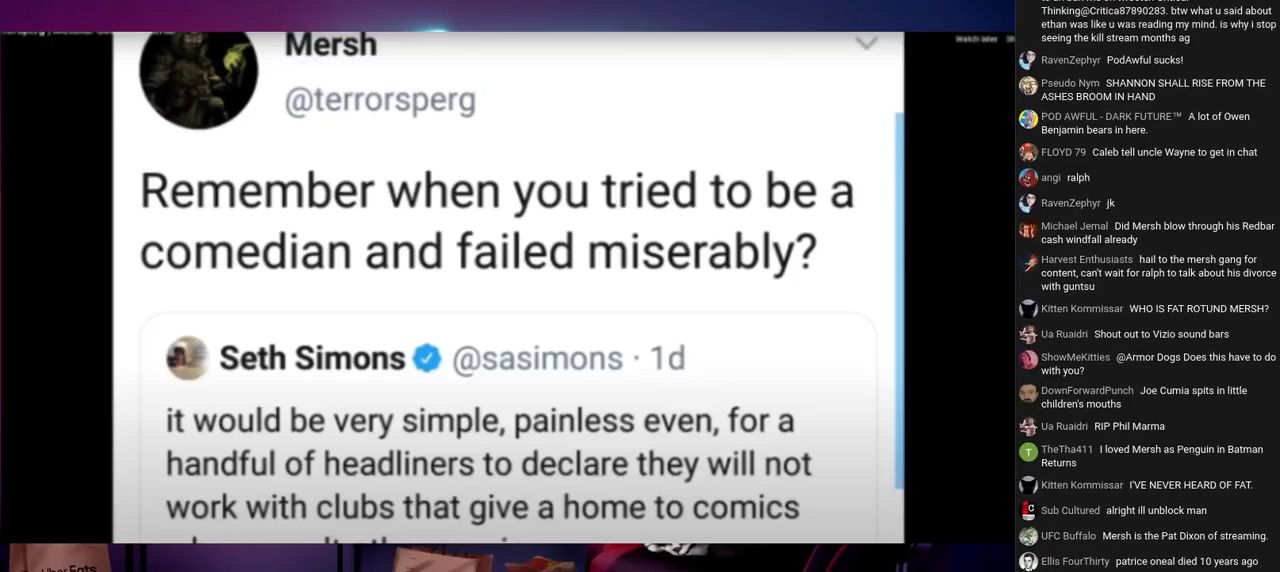 Mersh
@terrorsperg
Remember when you tried to be a
comedian and failed miserably?
Seth Simons @sasimons · 1d
it would be very simple, painless even, for a
handful of headliners to declare they will not
work with clubs that give a home to comics
Watch later
Uber Eats
Thinking@Critica87890283. btw what u said about
ethan was like u was reading my mind. is why i stop
seeing the kill stream months ag
RavenZephyr PodAwful sucks!
Pseudo Nym SHANNON SHALL RISE FROM THE
ASHES BROOM IN HAND
POD AWFUL - DARK FUTURE™ A lot of Owen
Benjamin bears in here.
FLOYD 79 Caleb tell uncle Wayne to get in chat
angi ralph
RavenZephyr jk
Michael Jemal Did Mersh blow through his Redbar
cash windfall already
Harvest Enthusiasts hail to the mersh gang for
content, can't wait for ralph to talk about his divorce
with guntsu
Kitten Kommissar WHO IS FAT ROTUND MERSH?
Ua Ruaidri Shout out to Vizio sound bars
ShowMeKitties @Armor Dogs Does this have to do
with you?
DownForwardPunch Joe Cumia spits in little
children's mouths
Ua Ruaidri RIP Phil Marma
T
TheTha411 I loved Mersh as Penguin in Batman
Returns
Kitten Kommissar I'VE NEVER HEARD OF FAT.
Sub Cultured alright ill unblock man
UFC Buffalo Mersh is the Pat Dixon of streaming.
Ellis FourThirty patrice oneal died 10 years ago